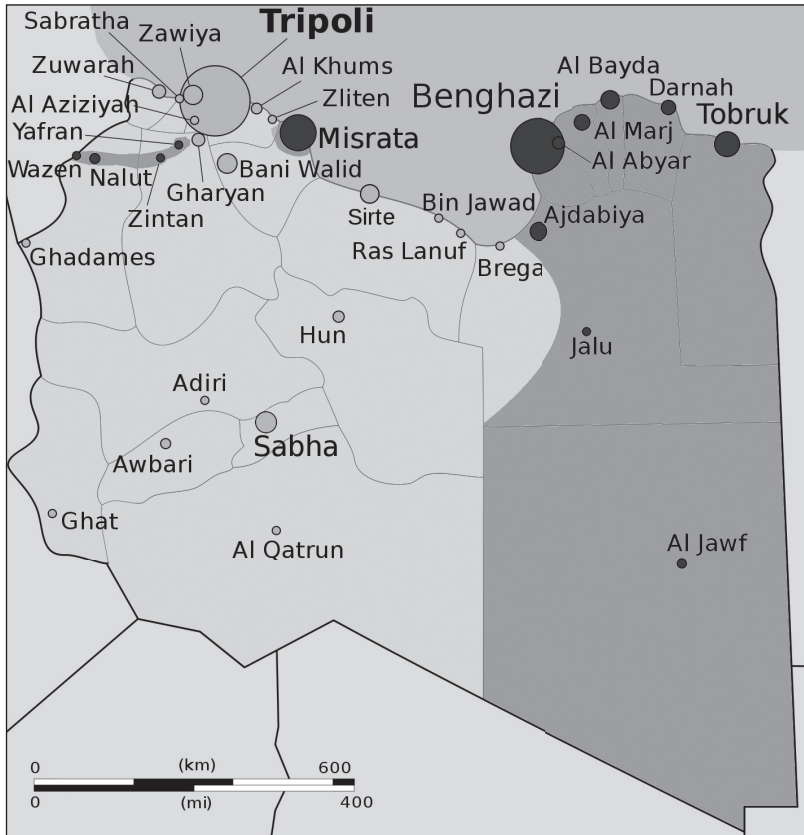 Sabratha
Tripoli
Zawiya
Zuwarah
Al Khums
Al Bayda
Al Aziziyah
Zliten
Benghazi
Darnah
Tobruk
Yafran
Misrata
Al Marj
Wazen
Nalut
Bani Walid
Al Abyar
Gharyan
Zintan
Sirte
Bin Jawad
Ajdabiya
Ghadames
Ras Lanuf
Brega
Hun
Jalu
Adiri
Sabha
Awbari
Ghat
Al Qatrun
Al Jawf
0 (km) 600
0 (mi) 400